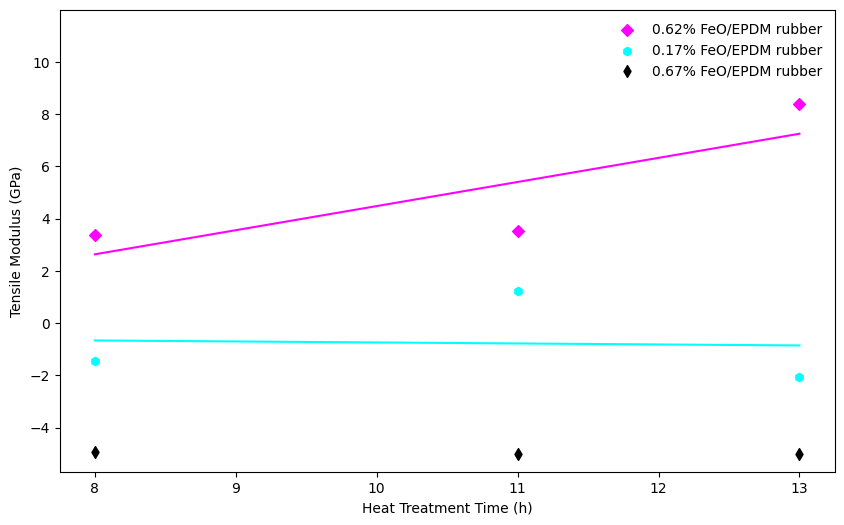 0.62% FeO/EPDM rubber
0.17% FeO/EPDM rubber
0.67% FeO/EPDM rubber
10
8
6
4
2
0
−2
−4
Tensile Modulus (GPa)
8 9 10 11 12 13
Heat Treatment Time (h)